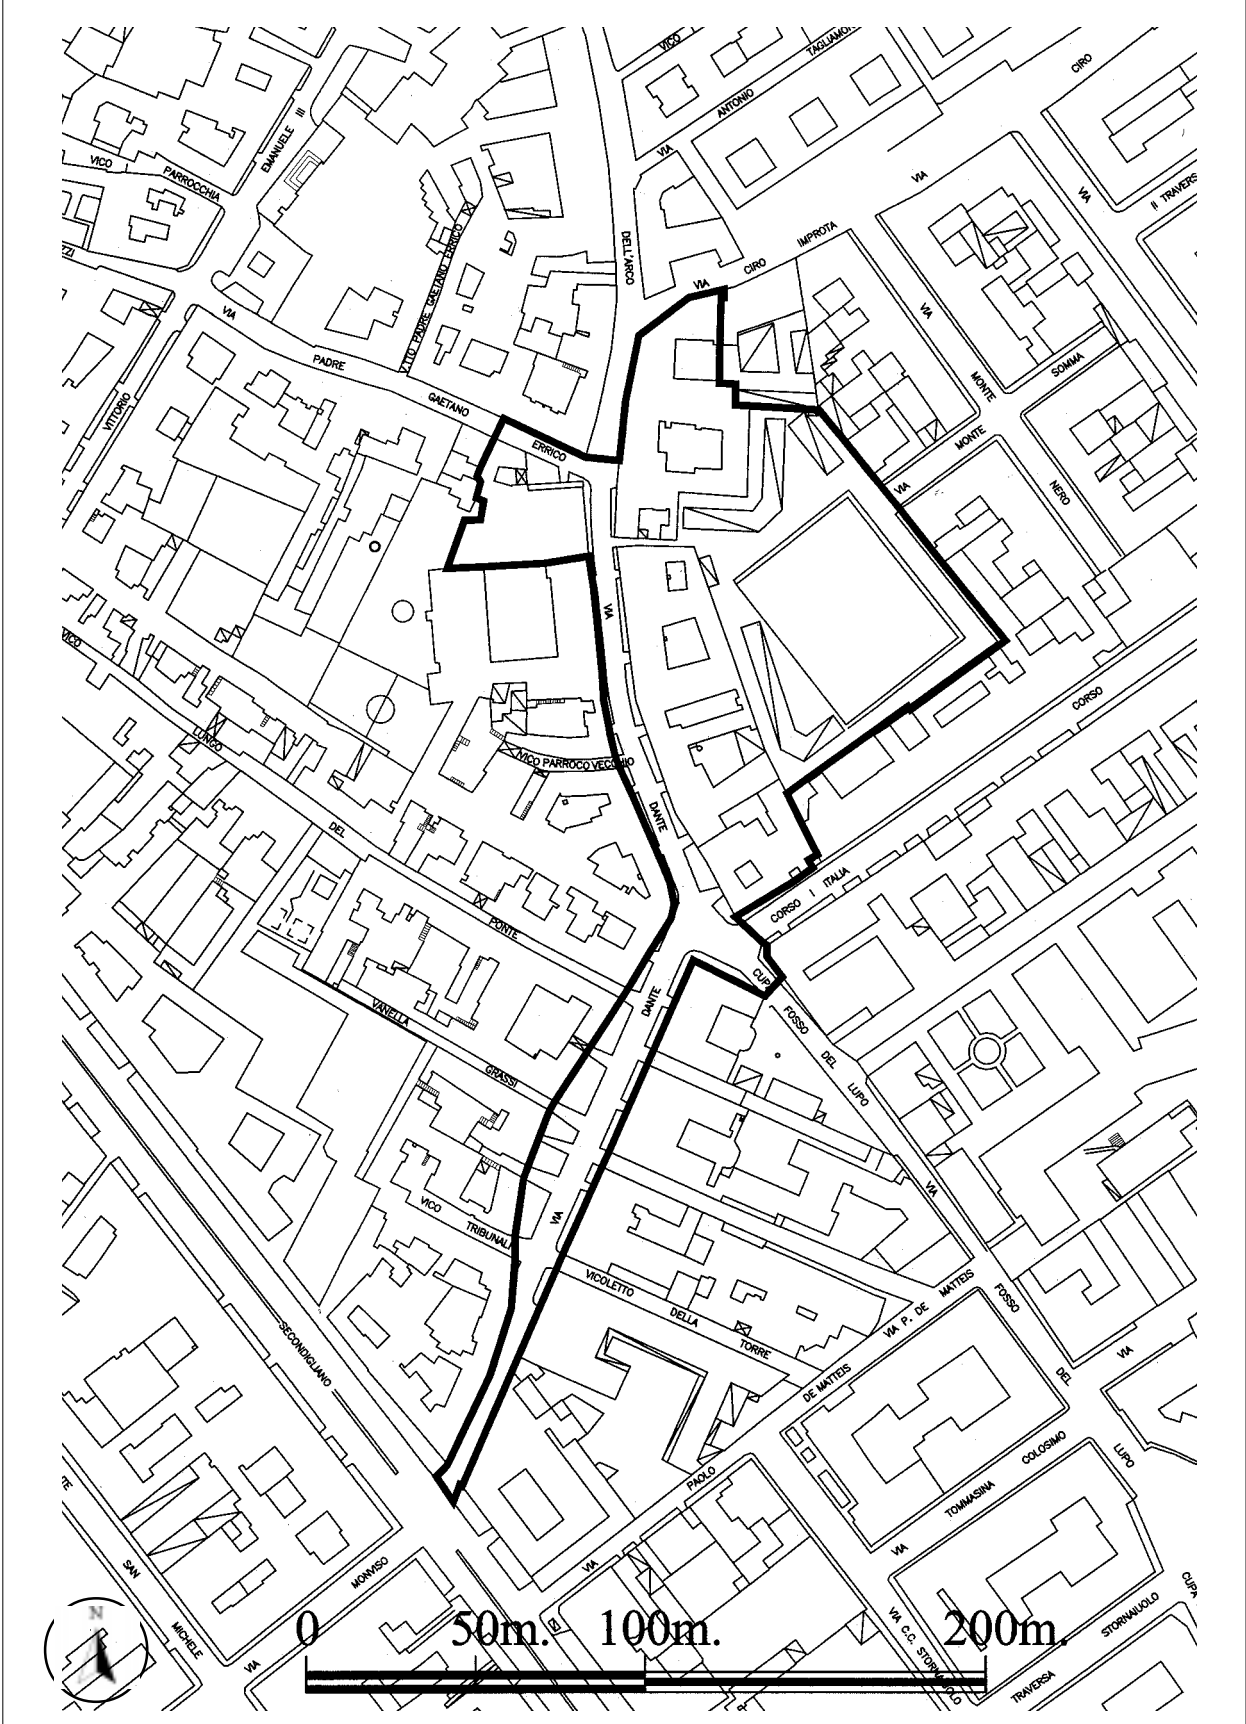 VICO
TAGLIAMO
CIRO
ANTONIO
VIA
EMANUELE III
VICO
PARROCCHIA
VIA
VIA
II TRAVERS
DELL'ARCO
V.TTO PADRE GAETANO ERRICO
IMPROTA
CIRO
VIA
VIA
VIA
PADRE
GAETANO
ERRICO
VITTORIO
SOMMA
MONTE
MONTE
VIA
NERO
VIA
VICO
LUNGO
DEL
PONTE
VICO PARROCO VECCHIO
DANTE
CORSO
CORSO I ITALIA
CUPA
DANTE
FOSSO
DEL
LUPO
VIA
VANELLA
GRASSI
VICO
TRIBUNALI
VIA
VICOLETTO
DELLA
TORRE
VIA P. DE MATTEIS
DE MATTEIS
FOSSO
DEL
VIA
LUPO
SECONDIGLIANO
PAOLO
VIA
COLOSIMO
TOMMASINA
VIA
SAN
MICHELE
MONVISO
VIA
CUPA
STORNAIUOLO
TRAVERSA
VIA C.C. STORNAIUOLO
N
0 50m. 100m. 200m.